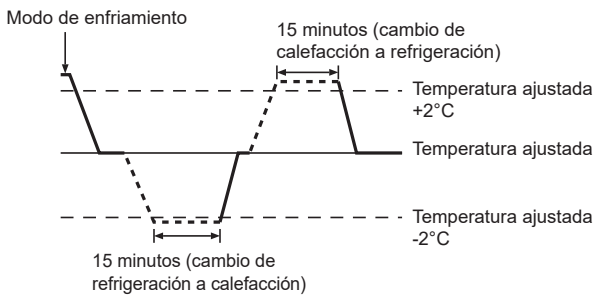 Modo de enfriamiento
15 minutos (cambio de
calefacción a refrigeración)
Temperatura ajustada
+2°C
Temperatura ajustada
Temperatura ajustada
-2°C
15 minutos (cambio de
refrigeración a calefacción)